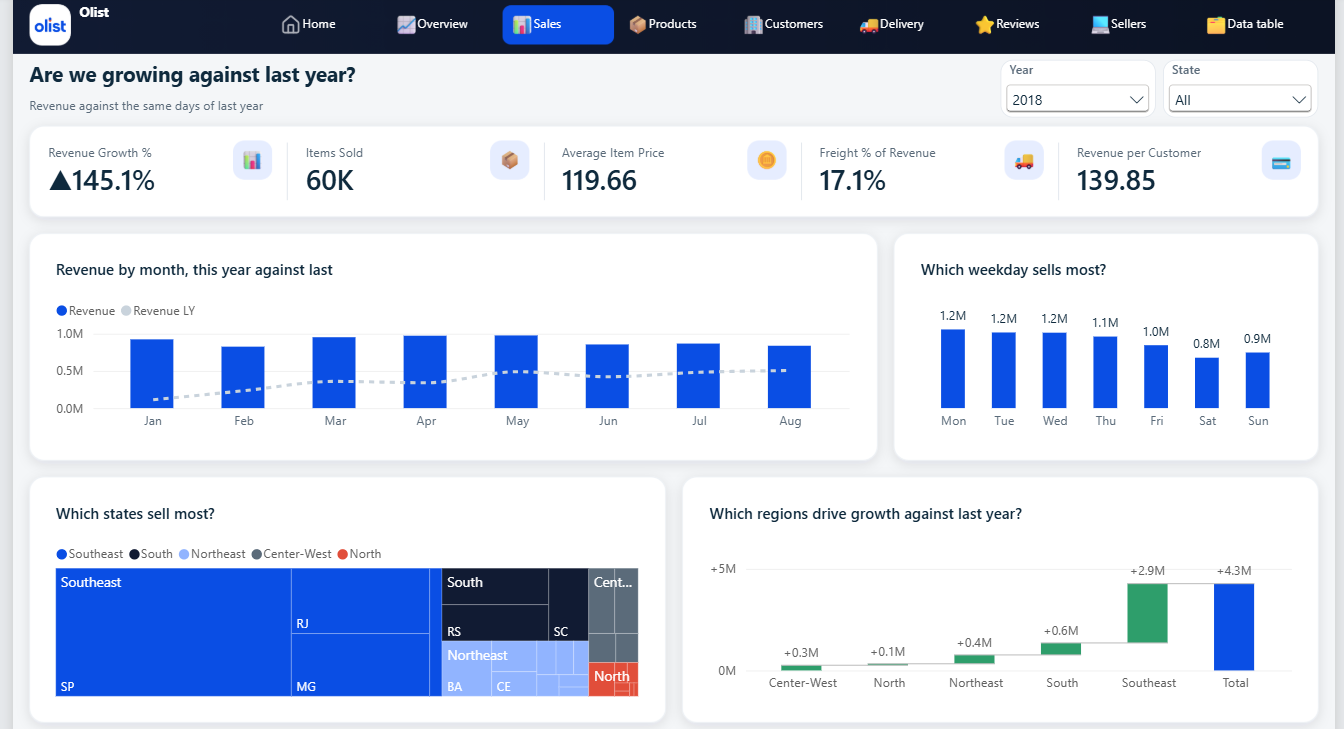 olist
Olist
Home
Overview
Sales
Products
Customers
Delivery
Reviews
Sellers
Data table
Are we growing against last year?
Revenue against the same days of last year
Year
2018
State
All
Revenue Growth %
▲145.1%
Items Sold
60K
Average Item Price
119.66
Freight % of Revenue
17.1%
Revenue per Customer
139.85
Revenue by month, this year against last
Revenue Revenue LY
1.0M
0.5M
0.0M
Jan Feb Mar Apr May Jun Jul Aug
Which weekday sells most?
1.2M 1.2M 1.2M 1.1M 1.0M 0.8M 0.9M
Mon Tue Wed Thu Fri Sat Sun
Which states sell most?
Southeast South Northeast Center-West North
Southeast
SP
RJ
MG
South
RS
SC
Northeast
BA
CE
Cent...
North
Which regions drive growth against last year?
+5M
0M
+0.3M +0.1M +0.4M +0.6M +2.9M +4.3M
Center-West North Northeast South Southeast Total